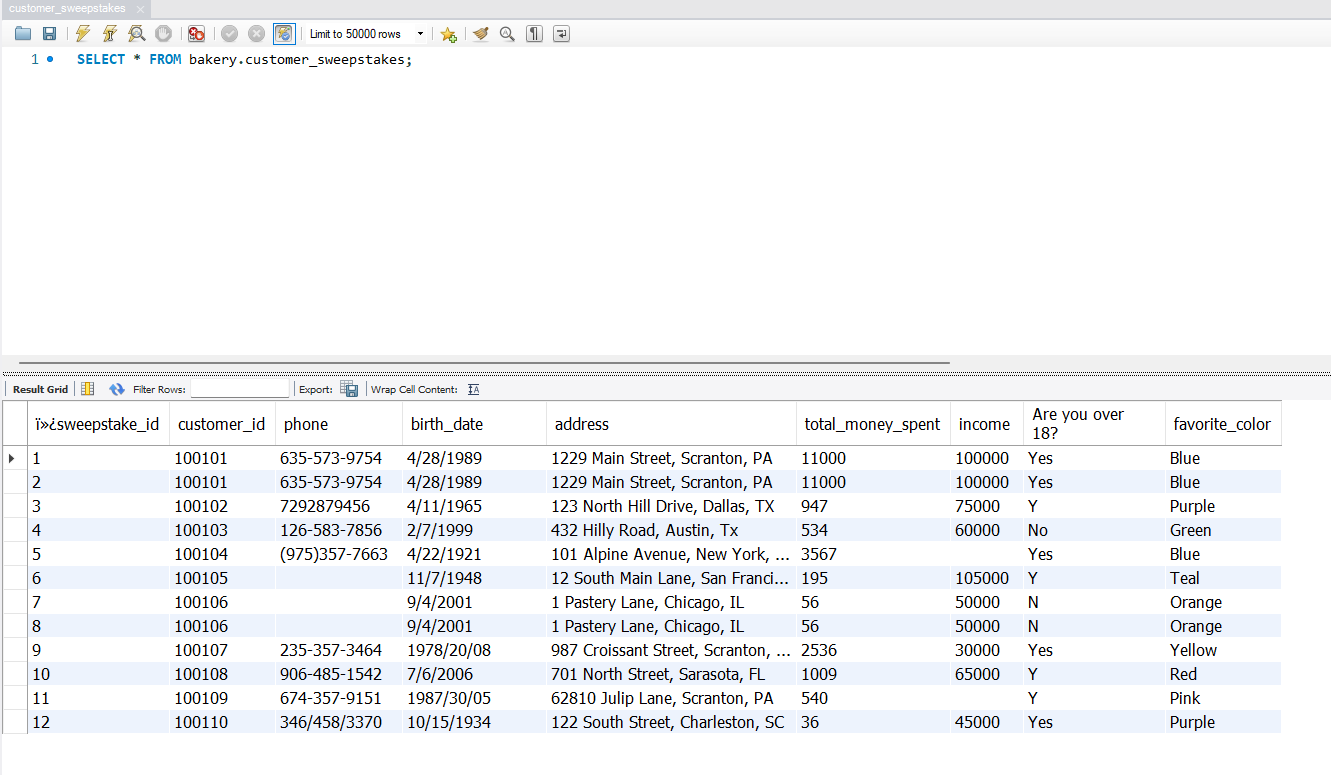 customer_sweepstakes ×
Limit to 50000 rows
1 SELECT * FROM bakery.customer_sweepstakes;
Result Grid Filter Rows: Export: Wrap Cell Content:
sweepstake_id customer_id phone birth_date address total_money_spent income Are you over 18? favorite_color
1 100101 635-573-9754 4/28/1989 1229 Main Street, Scranton, PA 11000 100000 Yes Blue
2 100101 635-573-9754 4/28/1989 1229 Main Street, Scranton, PA 11000 100000 Yes Blue
3 100102 7292879456 4/11/1965 123 North Hill Drive, Dallas, TX 947 75000 Y Purple
4 100103 126-583-7856 2/7/1999 432 Hilly Road, Austin, Tx 534 60000 No Green
5 100104 (975)357-7663 4/22/1921 101 Alpine Avenue, New York, ... 3567 Yes Blue
6 100105 11/7/1948 12 South Main Lane, San Franci... 195 105000 Y Teal
7 100106 9/4/2001 1 Pastery Lane, Chicago, IL 56 50000 N Orange
8 100106 9/4/2001 1 Pastery Lane, Chicago, IL 56 50000 N Orange
9 100107 235-357-3464 1978/20/08 987 Croissant Street, Scranton, ... 2536 30000 Yes Yellow
10 100108 906-485-1542 7/6/2006 701 North Street, Sarasota, FL 1009 65000 Y Red
11 100109 674-357-9151 1987/30/05 62810 Julip Lane, Scranton, PA 540 Y Pink
12 100110 346/458/3370 10/15/1934 122 South Street, Charleston, SC 36 45000 Yes Purple